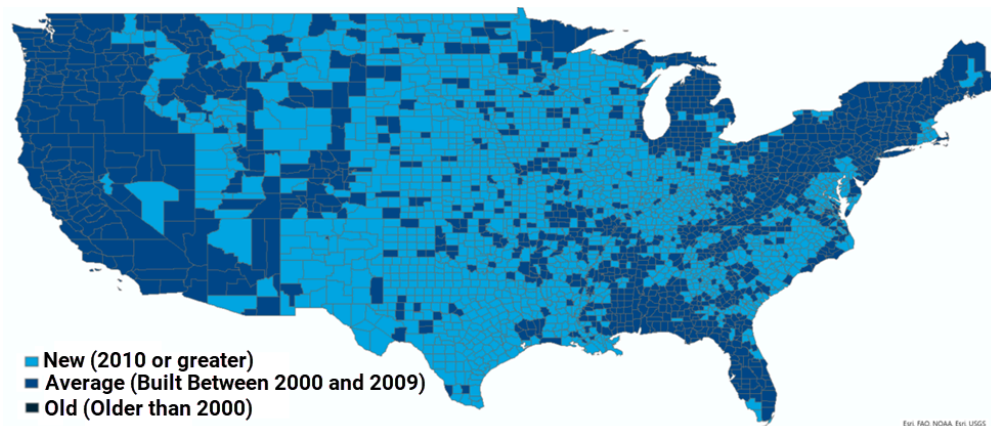 New (2010 or greater)
Average (Built Between 2000 and 2009)
Old (Older than 2000)
Esri, FAO, NOAA, Esri, USGS